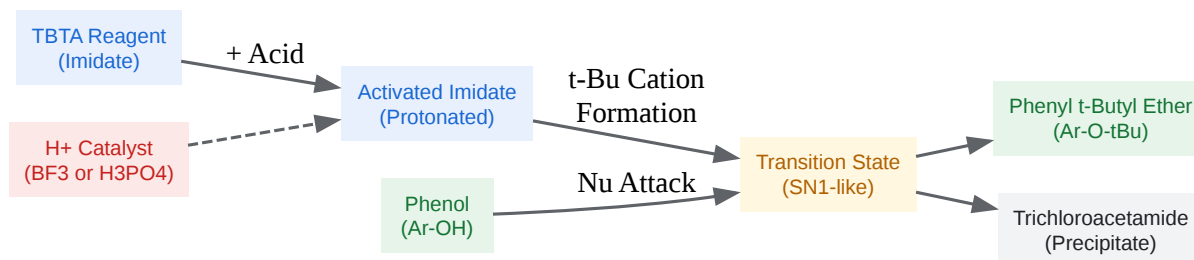 TBTA Reagent
(Imidate)
+ Acid
H+ Catalyst
(BF3 or H3PO4)
Activated Imidate
(Protonated)
t-Bu Cation
Formation
Phenol
(Ar-OH)
Nu Attack
Transition State
(SN1-like)
Phenyl t-Butyl Ether
(Ar-O-tBu)
Trichloroacetamide
(Precipitate)